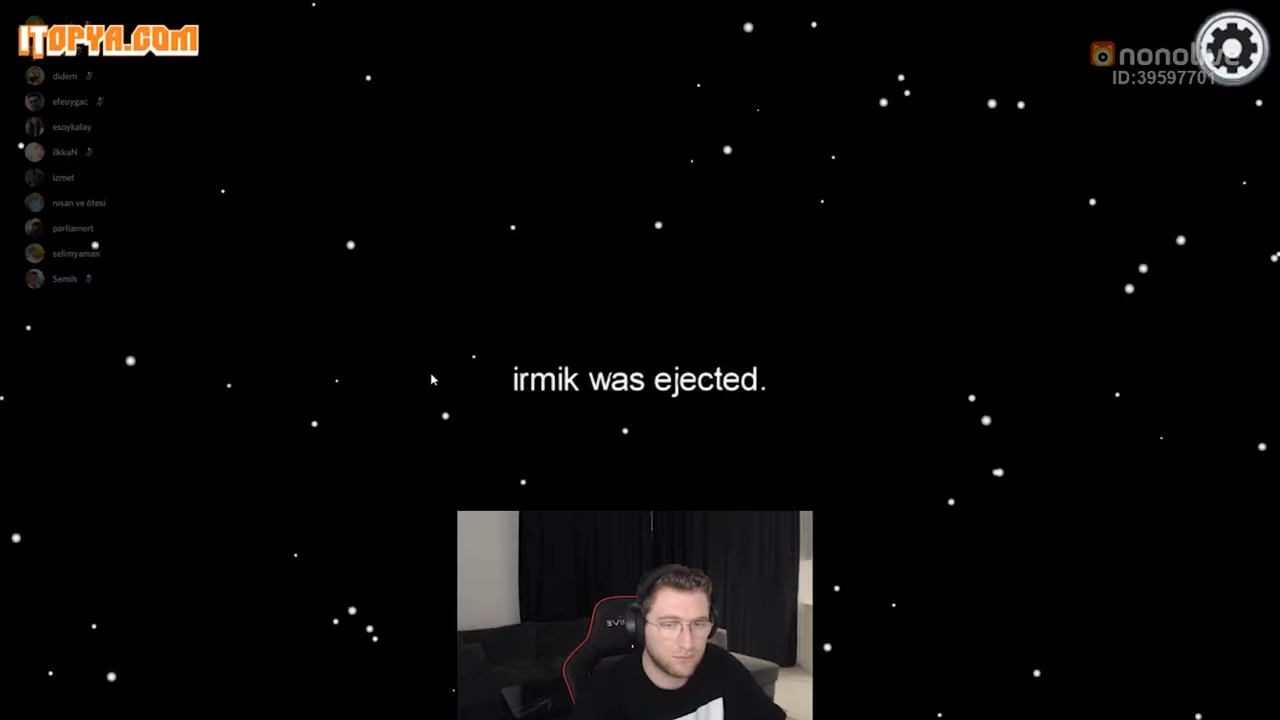 ITOPYA.COM
nonolive
ID:39597701
didem
efeuygac
esoykalay
ilkkaN
izmet
nisan ve ötesi
parliamert
selimyaman
Semih
irmik was ejected.